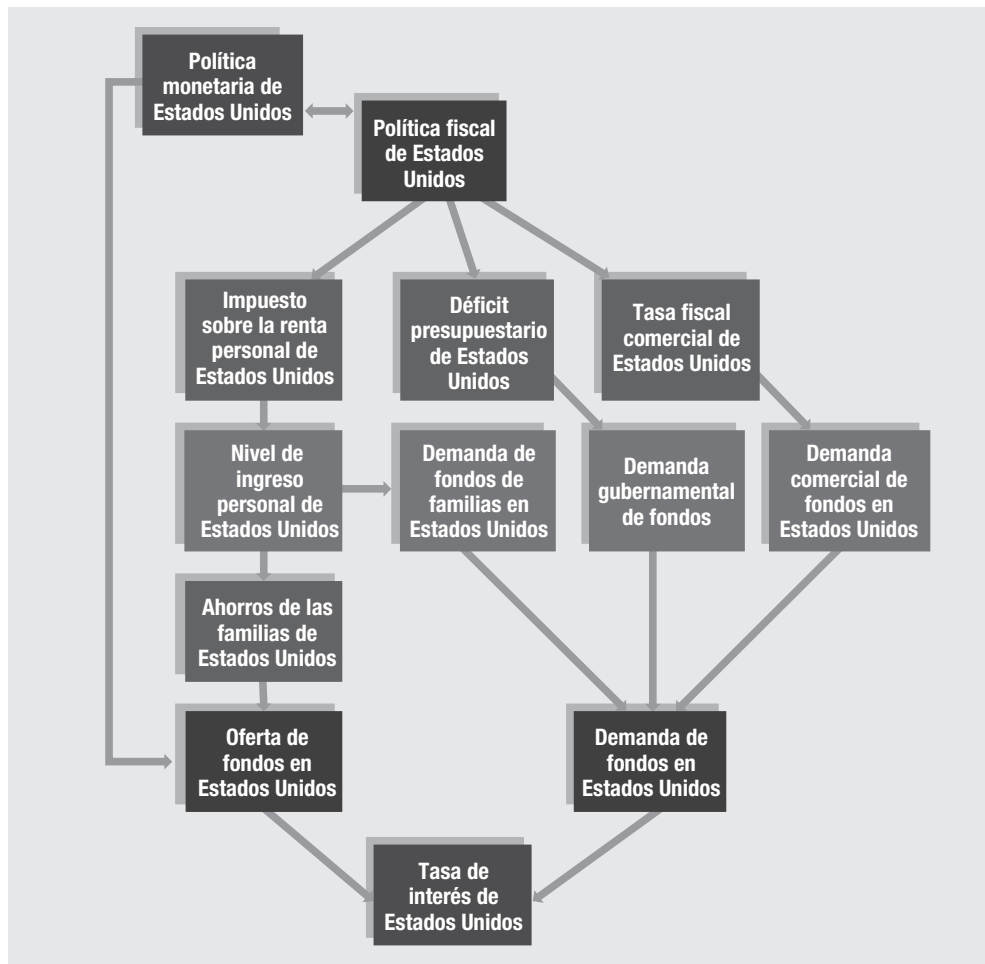 Política
monetaria de
Estados Unidos
Política fiscal
de Estados
Unidos
Impuesto
sobre la renta
personal de
Estados Unidos
Déficit
presupuestario
de Estados
Unidos
Tasa fiscal
comercial de
Estados Unidos
Nivel de
ingreso
personal de
Estados Unidos
Demanda de
fondos de
familias en
Estados Unidos
Demanda
gubernamental
de fondos
Demanda
comercial de
fondos en
Estados Unidos
Ahorros de las
familias de
Estados Unidos
Oferta de
fondos en
Estados Unidos
Demanda de
fondos en
Estados Unidos
Tasa de
interés de
Estados Unidos